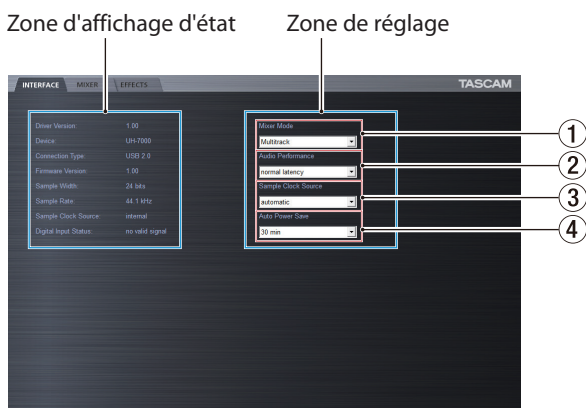 Zone d'affichage d'état
Zone de réglage
INTERFACE MIXER EFFECTS
TASCAM
Driver Version: 1.00
Device: UH-7000
Connection Type: USB 2.0
Firmware Version: 1.00
Sample Width: 24 bits
Sample Rate: 44.1 kHz
Sample Clock Source: internal
Digital Input Status: no valid signal
Mixer Mode
Multitrack
Audio Performance
normal latency
Sample Clock Source
automatic
Auto Power Save
30 min
1
2
3
4